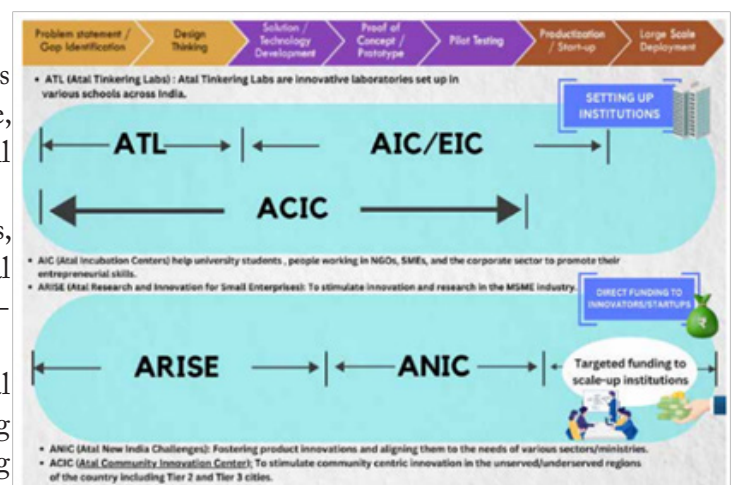 Problem statement /
Gap Identification
Design
Thinking
Solution /
Technology
Development
Proof of
Concept /
Prototype
Pilot Testing
Productization
/ Start-up
Large Scale
Deployment
s
• ATL (Atal Tinkering Labs) : Atal Tinkering Labs are innovative laboratories set up in
various schools across India.
e,
l
SETTING UP
INSTITUTIONS
ATL
AIC/EIC
ACIC
s,
l
–
• AIC (Atal Incubation Centers) help university students , people working in NGOs, SMEs, and the corporate sector to promote their
entrepreneurial skills.
• ARISE (Atal Research and Innovation for Small Enterprises): To stimulate innovation and research in the MSME industry.
DIRECT FUNDING TO
INNOVATORS/STARTUPS
₹
ARISE
ANIC
Targeted funding to
scale-up institutions
l
g
g
• ANIC (Atal New India Challenges): Fostering product innovations and aligning them to the needs of various sectors/ministries.
• ACIC (Atal Community Innovation Center): To stimulate community centric innovation in the unserved/underserved regions
of the country including Tier 2 and Tier 3 cities.